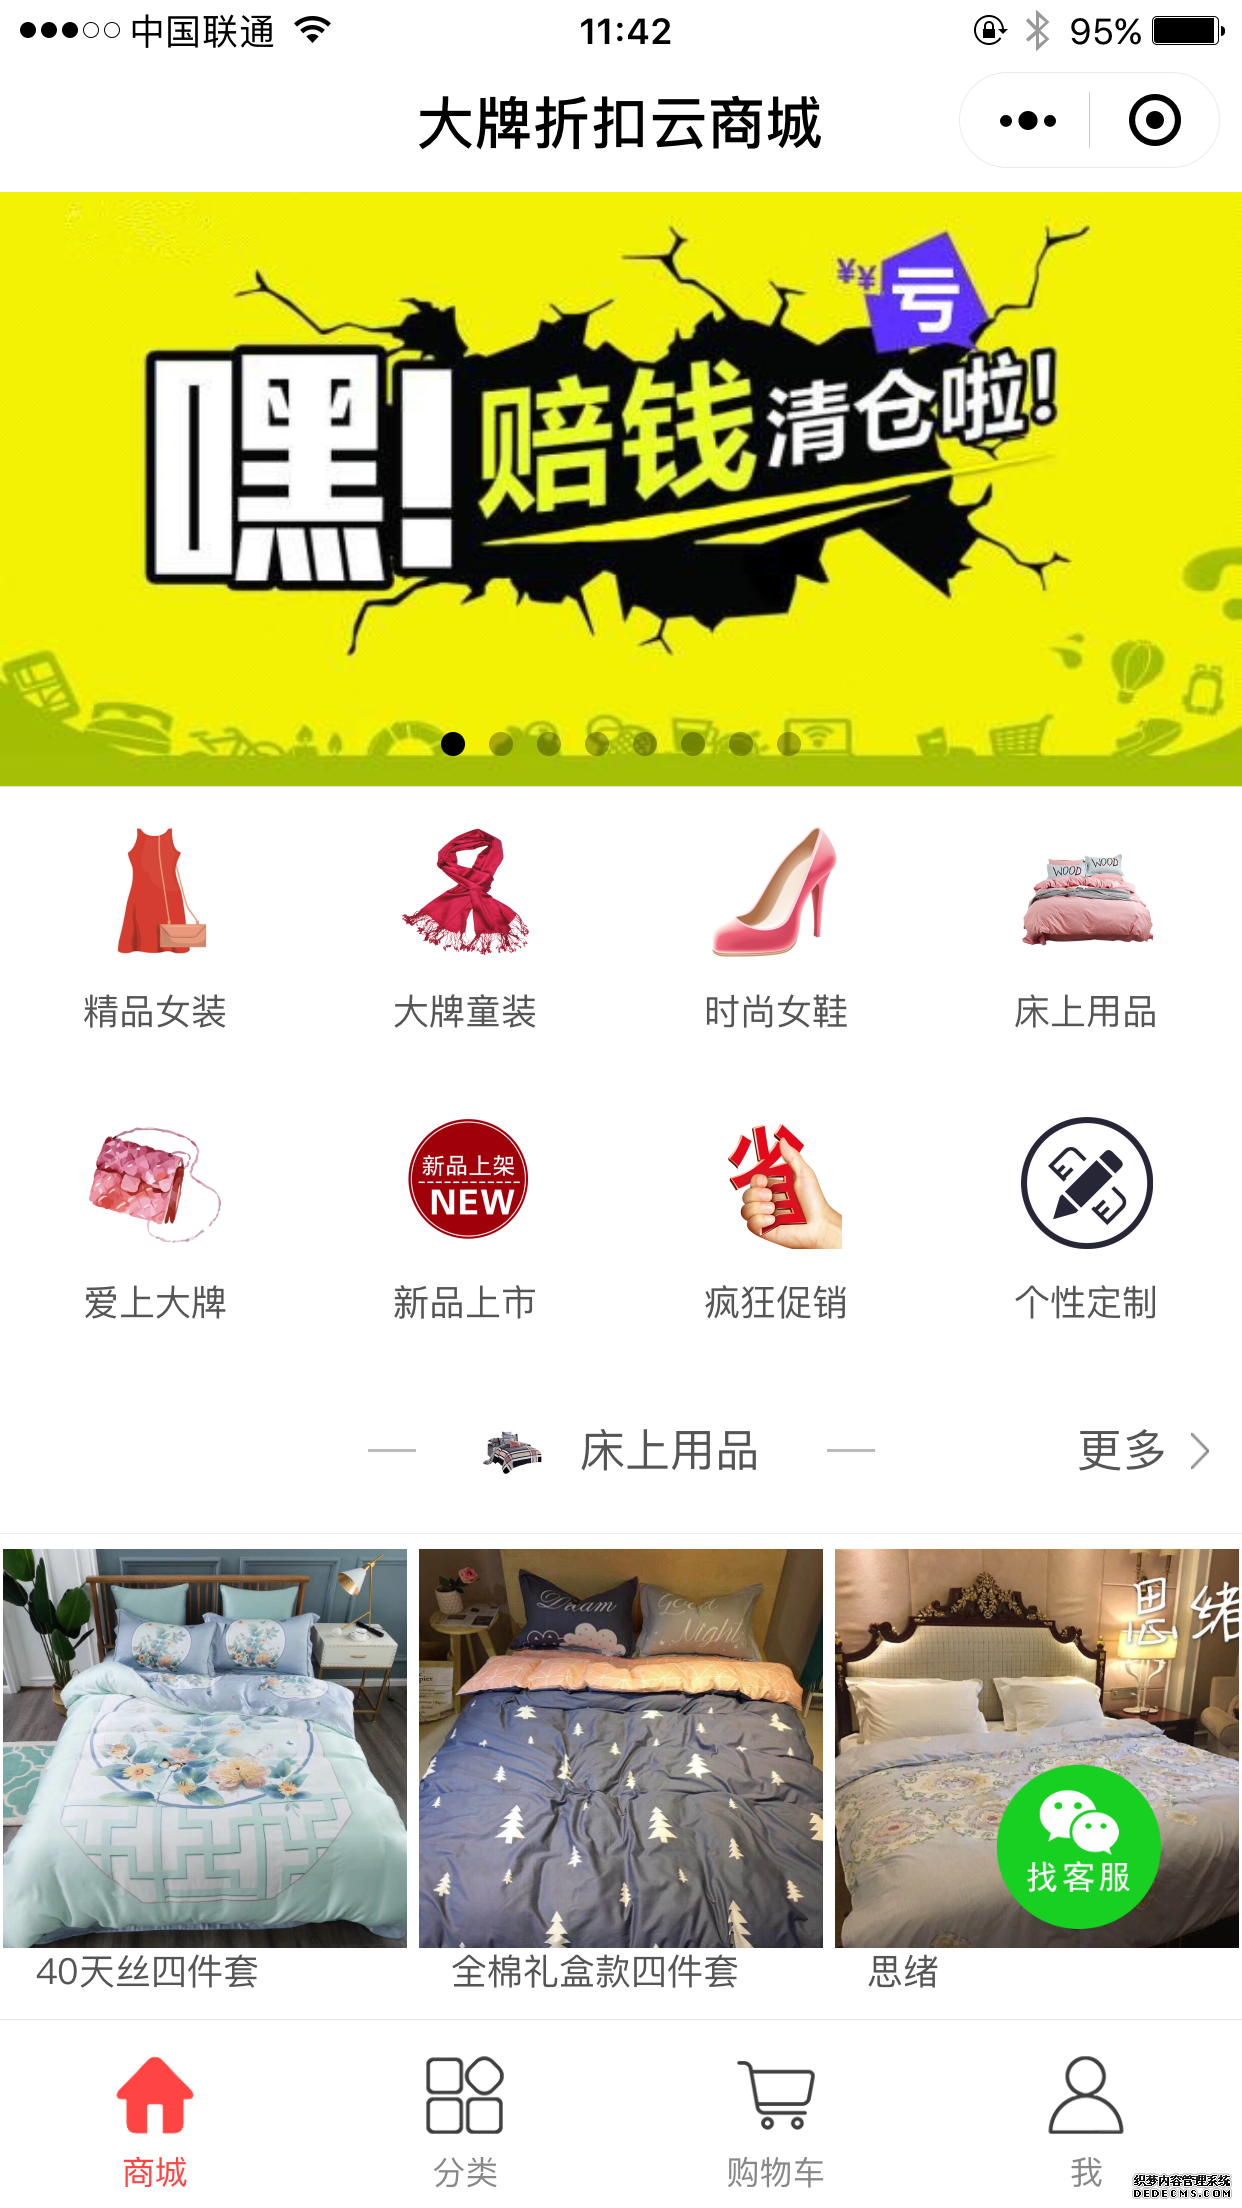 中国联通
11:42
95%
大牌折扣云商城
¥¥
亏
嘿!
赔钱清仓啦!
WOOD WOOD
精品女装
大牌童装
时尚女鞋
床上用品
新品上架
NEW
省
爱上大牌
新品上市
疯狂促销
个性定制
床上用品
更多
Dream
Good Night
思绪
找客服
40天丝四件套
全棉礼盒款四件套
思绪
商城
分类
购物车
我
织梦内容管理系统
DEDECMS.COM